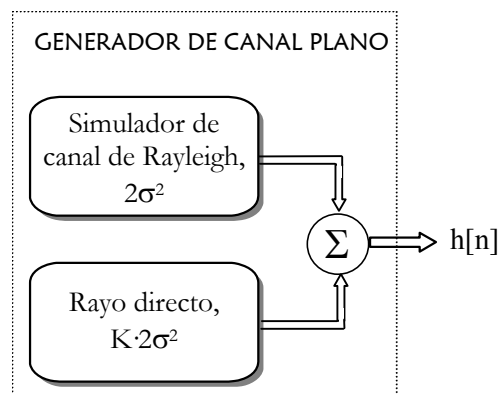 GENERADOR DE CANAL PLANO
Simulador de
canal de Rayleigh,
2σ²
Σ
h[n]
Rayo directo,
K·2σ²